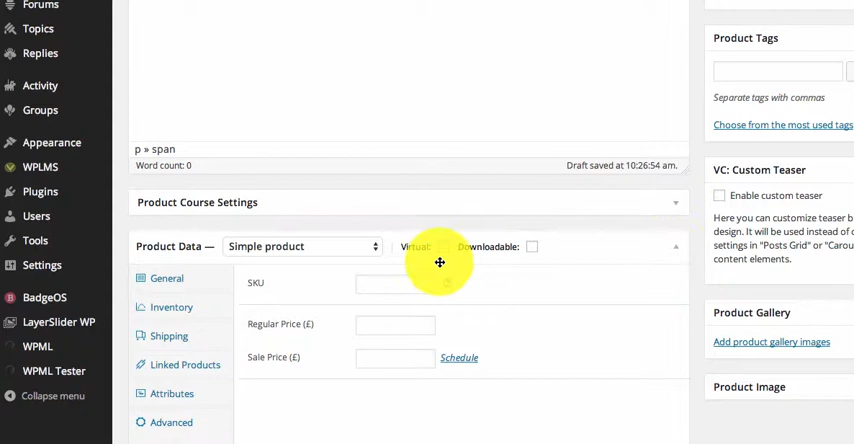 Forums
Topics
Replies
Activity
Groups
Appearance
WPLMS
Plugins
Users
Tools
Settings
BadgeOS
LayerSlider WP
WPML
WPML Tester
Collapse menu
p » span
Word count: 0
Draft saved at 10:26:54 am.
Product Course Settings
Product Data — Simple product | Virtual: Downloadable:
General
Inventory
Shipping
Linked Products
Attributes
Advanced
SKU
Regular Price (£)
Sale Price (£)
Schedule
Product Tags
Separate tags with commas
Choose from the most used tags
VC: Custom Teaser
Enable custom teaser
Here you can customize teaser b
design. It will be used instead of
settings in "Posts Grid" or "Carou
content elements.
Product Gallery
Add product gallery images
Product Image